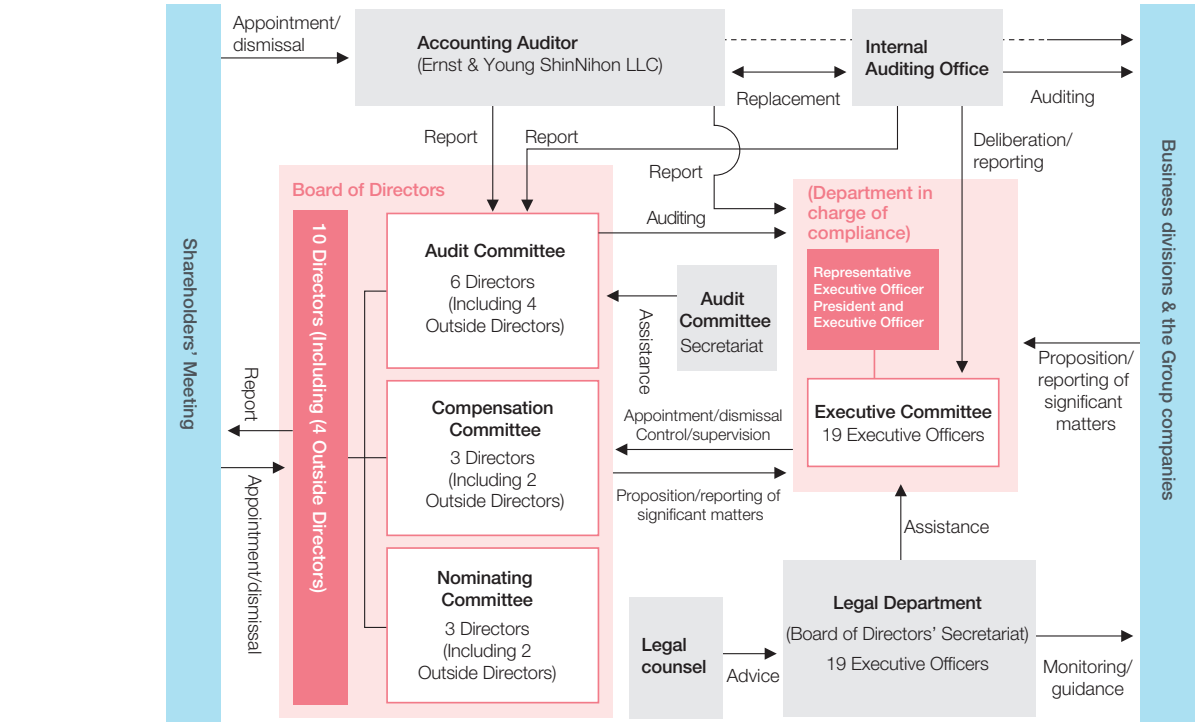 Appointment/
dismissal
Accounting Auditor
(Ernst & Young ShinNihon LLC)
Internal
Auditing Office
Replacement
Auditing
Report
Report
Report
Deliberation/
reporting
Shareholders' Meeting
Business divisions & the Group companies
Board of Directors
10 Directors (Including (4 Outside Directors)
Audit Committee
6 Directors
(Including 4
Outside Directors)
Auditing
(Department in
charge of
compliance)
Representative
Executive Officer
President and
Executive Officer
Audit
Committee
Secretariat
Assistance
Proposition/
reporting of
significant
matters
Report
Appointment/dismissal
Compensation
Committee
3 Directors
(Including 2
Outside Directors)
Appointment/dismissal
Control/supervision
Executive Committee
19 Executive Officers
Proposition/reporting of
significant matters
Assistance
Nominating
Committee
3 Directors
(Including 2
Outside Directors)
Legal
counsel
Advice
Legal Department
(Board of Directors' Secretariat)
19 Executive Officers
Monitoring/
guidance